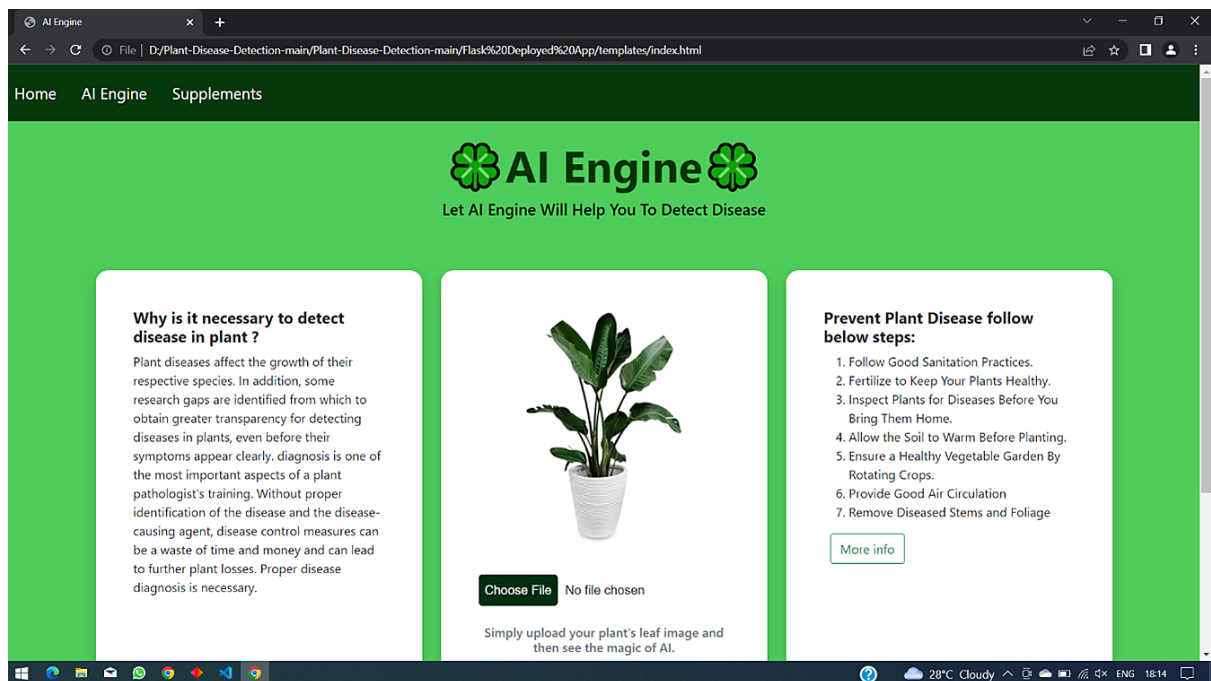 AI Engine
File | D:/Plant-Disease-Detection-main/Plant-Disease-Detection-main/Flask%20Deployed%20App/templates/index.html
Home AI Engine Supplements
AI Engine
Let AI Engine Will Help You To Detect Disease
Why is it necessary to detect
disease in plant ?
Plant diseases affect the growth of their
respective species. In addition, some
research gaps are identified from which to
obtain greater transparency for detecting
diseases in plants, even before their
symptoms appear clearly. diagnosis is one of
the most important aspects of a plant
pathologist's training. Without proper
identification of the disease and the disease-
causing agent, disease control measures can
be a waste of time and money and can lead
to further plant losses. Proper disease
diagnosis is necessary.
Choose File No file chosen
Simply upload your plant's leaf image and
then see the magic of AI.
Prevent Plant Disease follow
below steps:
1. Follow Good Sanitation Practices.
2. Fertilize to Keep Your Plants Healthy.
3. Inspect Plants for Diseases Before You
Bring Them Home.
4. Allow the Soil to Warm Before Planting.
5. Ensure a Healthy Vegetable Garden By
Rotating Crops.
6. Provide Good Air Circulation
7. Remove Diseased Stems and Foliage
More info
28°C Cloudy ENG 18:14